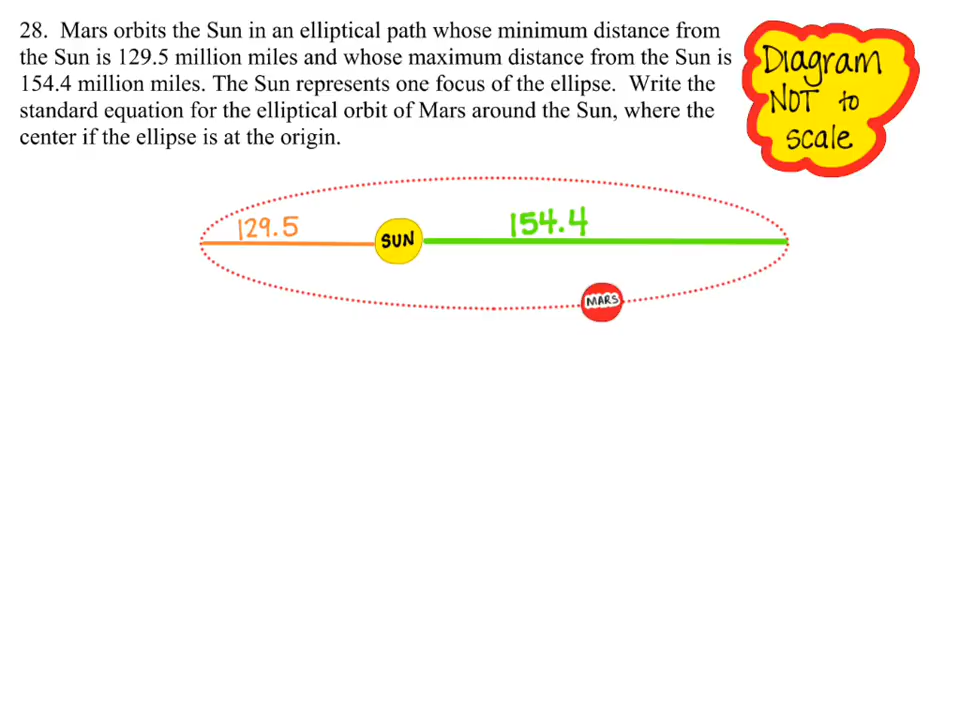 28.  Mars orbits the Sun in an elliptical path whose minimum distance from
the Sun is 129.5 million miles and whose maximum distance from the Sun is
154.4 million miles. The Sun represents one focus of the ellipse.  Write the
standard equation for the elliptical orbit of Mars around the Sun, where the
center if the ellipse is at the origin.
DIagram
NOT to
scale
129.5
SUN
154.4
MARS